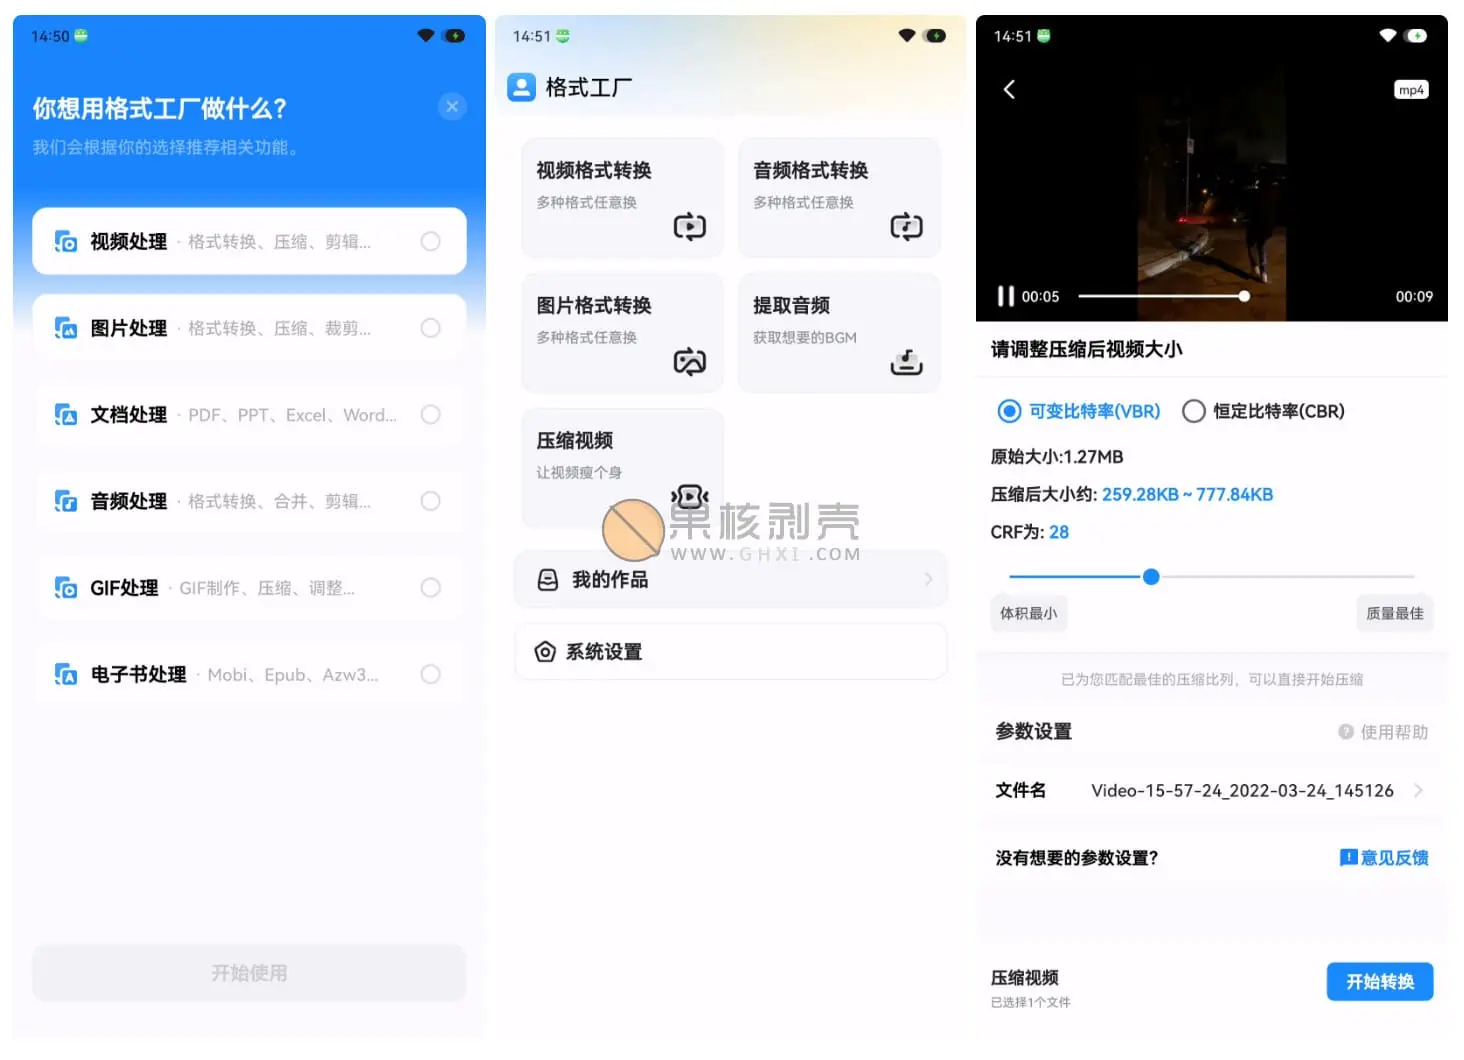 14:50
你想用格式工厂做什么?
我们会根据你的选择推荐相关功能。
视频处理 · 格式转换、压缩、剪辑...
图片处理 · 格式转换、压缩、裁剪...
文档处理 · PDF、PPT、Excel、Word...
音频处理 · 格式转换、合并、剪辑...
GIF处理 · GIF制作、压缩、调整...
电子书处理 · Mobi、Epub、Azw3...
开始使用
14:51
格式工厂
视频格式转换
多种格式任意换
音频格式转换
多种格式任意换
图片格式转换
多种格式任意换
提取音频
获取想要的BGM
压缩视频
让视频瘦个身
果核剥壳
WWW.GHXI.COM
我的作品
系统设置
14:51
mp4
00:05
00:09
请调整压缩后视频大小
可变比特率(VBR) 恒定比特率(CBR)
原始大小:1.27MB
压缩后大小约: 259.28KB ~ 777.84KB
CRF为: 28
体积最小 质量最佳
已为您匹配最佳的压缩比列，可以直接开始压缩
参数设置 使用帮助
文件名 Video-15-57-24_2022-03-24_145126
没有想要的参数设置? 意见反馈
压缩视频
已选择1个文件
开始转换